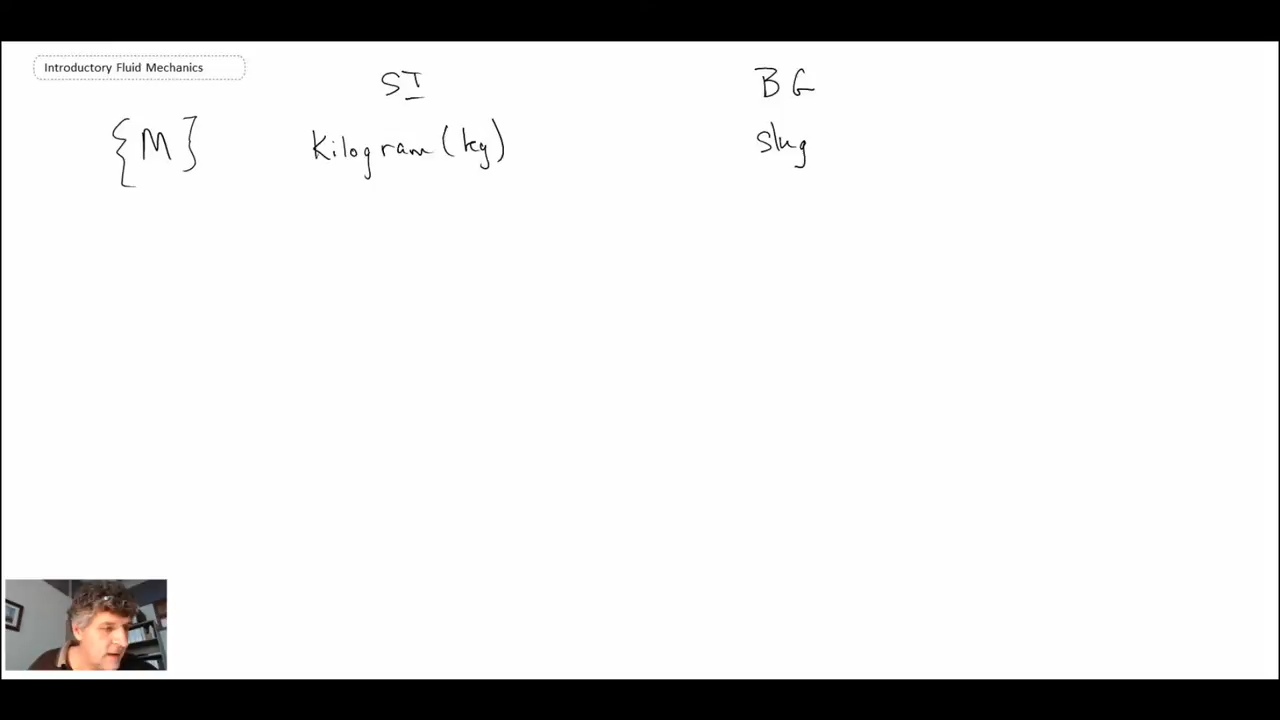 Introductory Fluid Mechanics
SI BG
{M} Kilogram (kg) slug